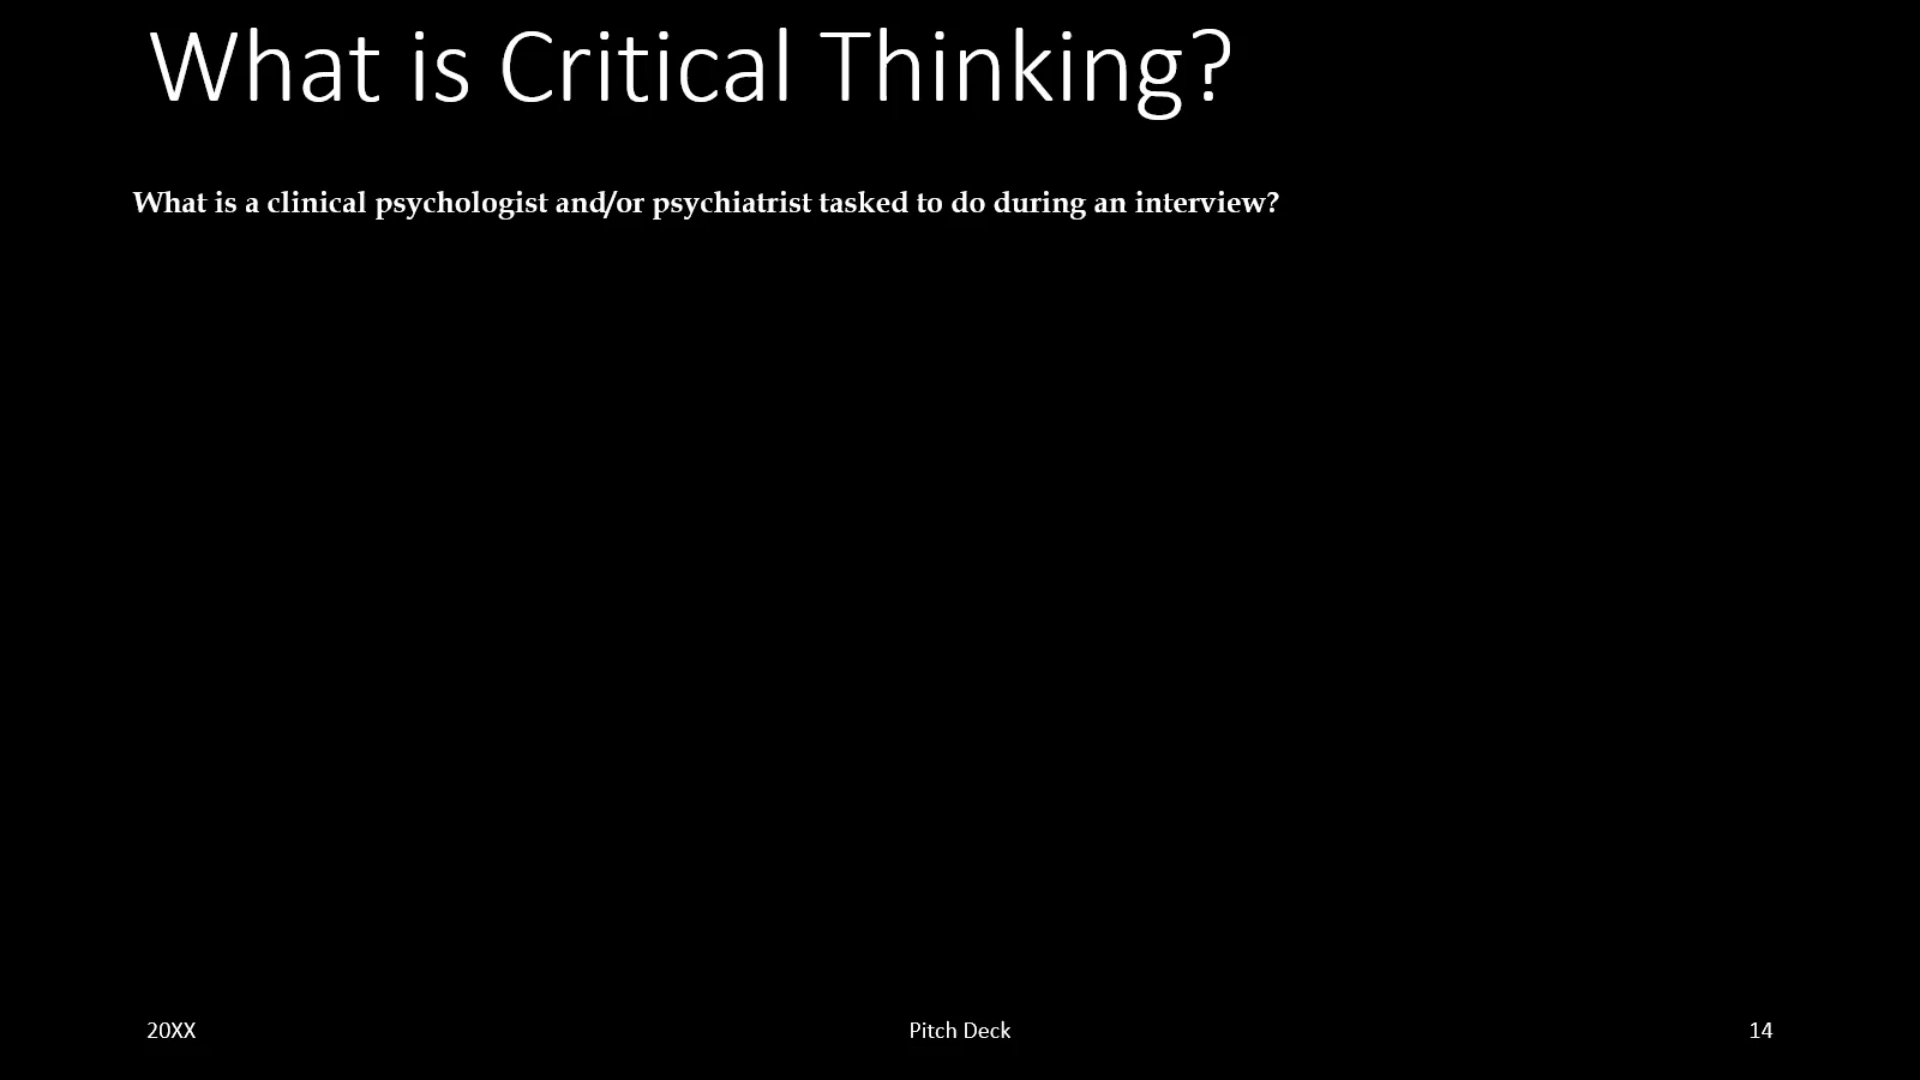 What is Critical Thinking?
What is a clinical psychologist and/or psychiatrist tasked to do during an interview?
20XX
Pitch Deck
14